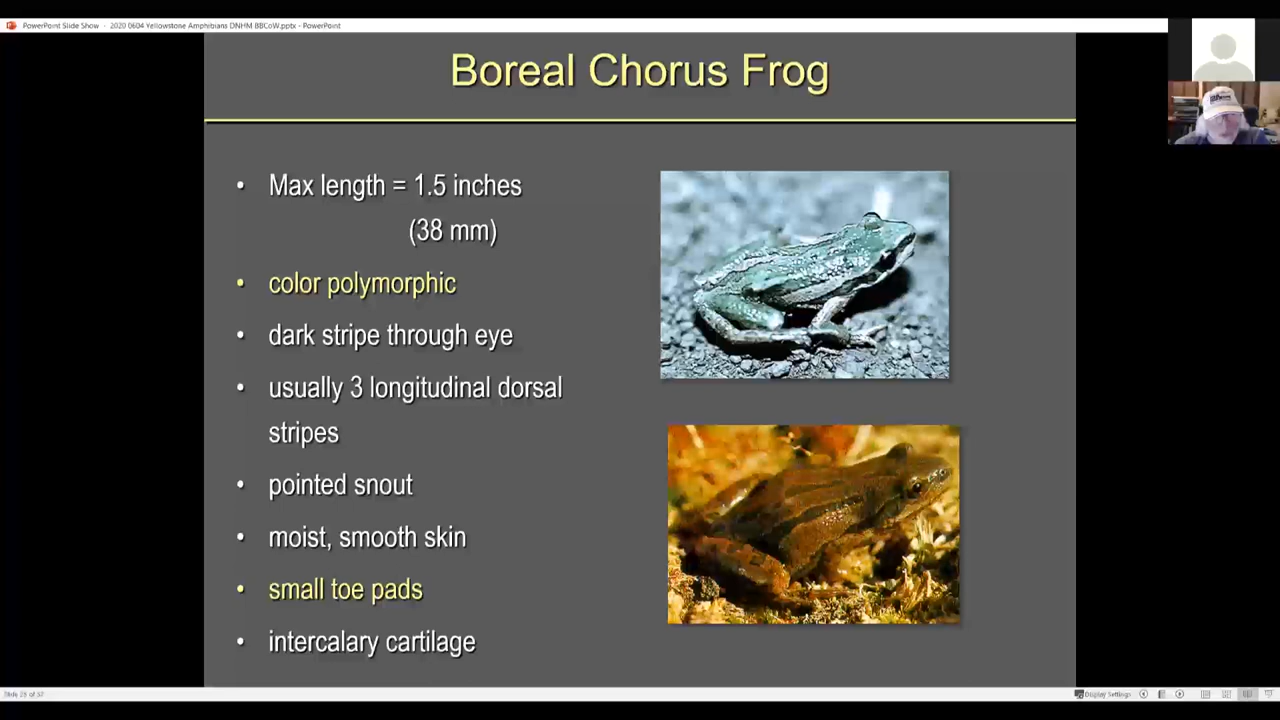 PowerPoint Slide Show - 2020 0604 Yellowstone Amphibians DNHM BBCoW.pptx - PowerPoint
Boreal Chorus Frog
• Max length = 1.5 inches
(38 mm)
• color polymorphic
• dark stripe through eye
• usually 3 longitudinal dorsal
stripes
• pointed snout
• moist, smooth skin
• small toe pads
• intercalary cartilage
Display Settings